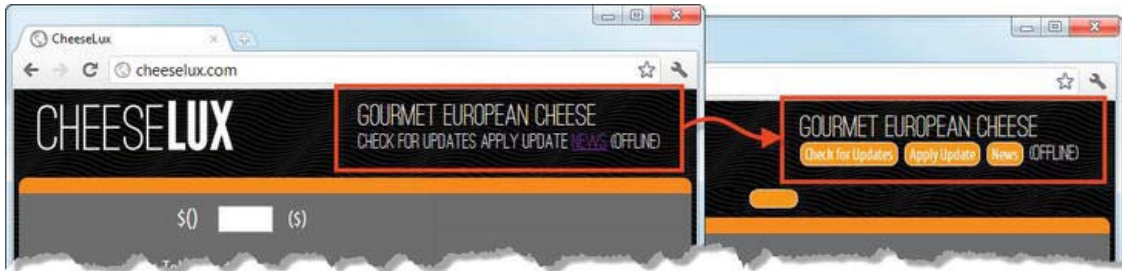 CheeseLux
cheeselux.com
CHEESELUX
GOURMET EUROPEAN CHEESE
CHECK FOR UPDATES APPLY UPDATE NEWS (OFFLINE)
$() ($)
GOURMET EUROPEAN CHEESE
Check for Updates Apply Update News (OFFLINE)